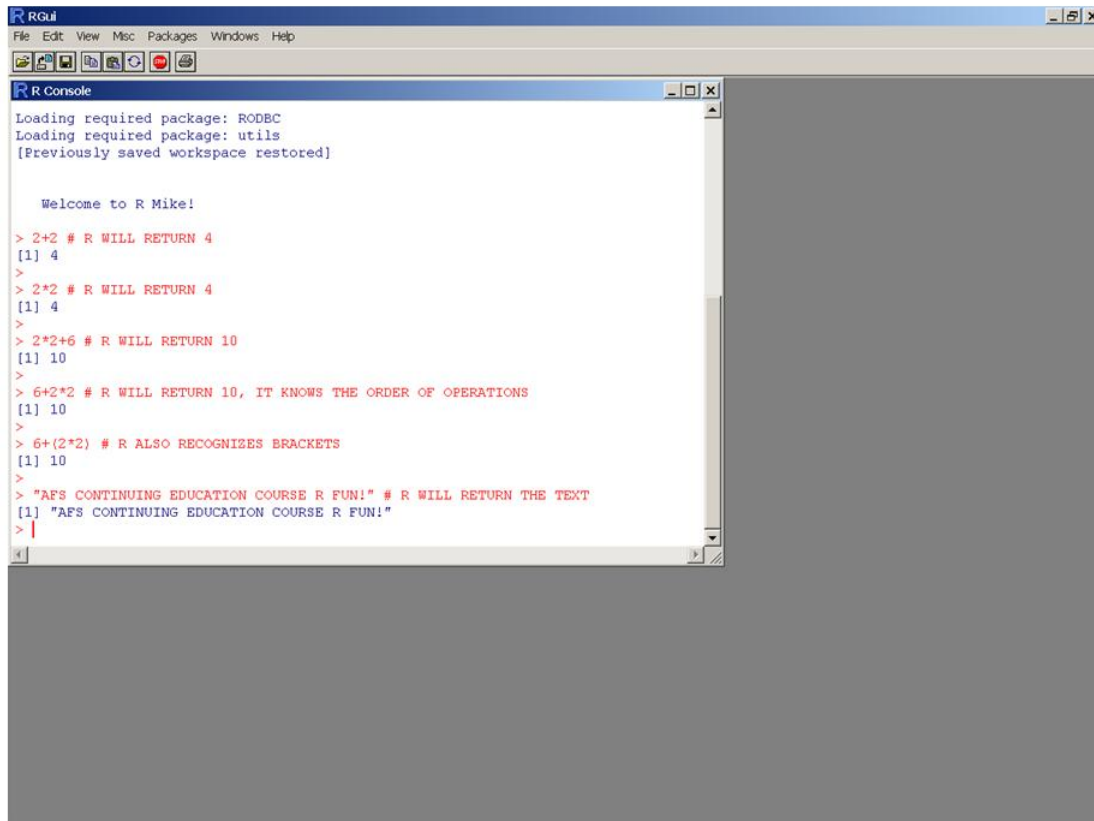 RGui
File Edit View Misc Packages Windows Help
STOP
R Console
Loading required package: RODBC
Loading required package: utils
[Previously saved workspace restored]
Welcome to R Mike!
> 2+2 # R WILL RETURN 4
[1] 4
>
> 2*2 # R WILL RETURN 4
[1] 4
>
> 2*2+6 # R WILL RETURN 10
[1] 10
>
> 6+2*2 # R WILL RETURN 10, IT KNOWS THE ORDER OF OPERATIONS
[1] 10
>
> 6+(2*2) # R ALSO RECOGNIZES BRACKETS
[1] 10
>
> "AFS CONTINUING EDUCATION COURSE R FUN!" # R WILL RETURN THE TEXT
[1] "AFS CONTINUING EDUCATION COURSE R FUN!"
>